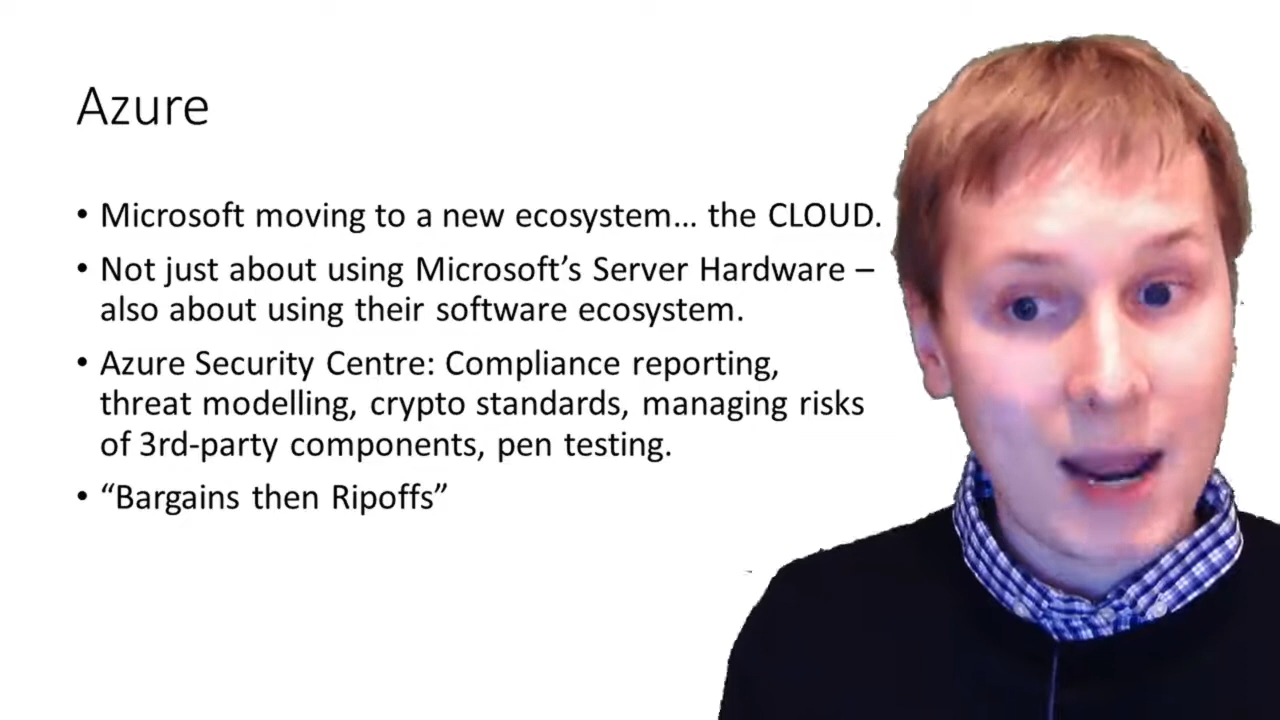 Azure
• Microsoft moving to a new ecosystem… the CLOUD.
• Not just about using Microsoft’s Server Hardware –
also about using their software ecosystem.
• Azure Security Centre: Compliance reporting,
threat modelling, crypto standards, managing risks
of 3rd-party components, pen testing.
• “Bargains then Ripoffs”